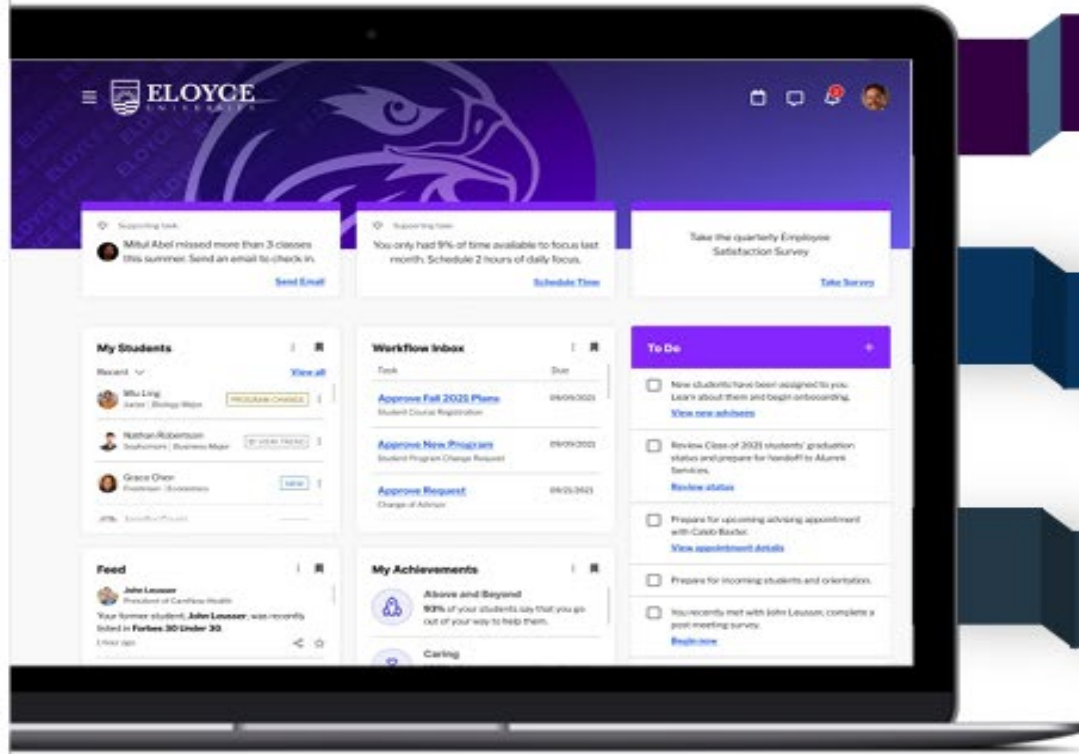 ELOYCE
UNIVERSITY
Supporting task
Mitul Abel missed more than 3 classes
this summer. Send an email to check in.
Send Email
Supporting task
You only had 9% of time available to focus last
month. Schedule 2 hours of daily focus.
Schedule Time
Take the quarterly Employee
Satisfaction Survey
Take Survey
My Students
Recent
View all
Miu Ling
Junior | Biology Major
PROGRAM CHANGE
Nathan Robertson
Sophomore | Business Major
VIEW TREND
Grace Chen
Freshman | Economics
NEW
Workflow Inbox
Task
Due
Approve Fall 2021 Plans
Student Course Registration
09/09/2021
Approve New Program
Student Program Change Request
09/09/2021
Approve Request
Change of Advisor
09/21/2021
To Do
New students have been assigned to you.
Learn about them and begin onboarding.
View new advisees
Review Class of 2021 students' graduation
status and prepare for handoff to Alumni
Services.
Review status
Prepare for upcoming advising appointment
with Caleb Baxter.
View appointment details
Prepare for incoming students and orientation.
You recently met with John Leusser, complete a
post meeting survey.
Begin now
Feed
John Leusser
President of CamNew Health
Your former student, John Leusser, was recently
listed in Forbes 30 Under 30.
1 hour ago
My Achievements
Above and Beyond
93% of your students say that you go
out of your way to help them.
Caring